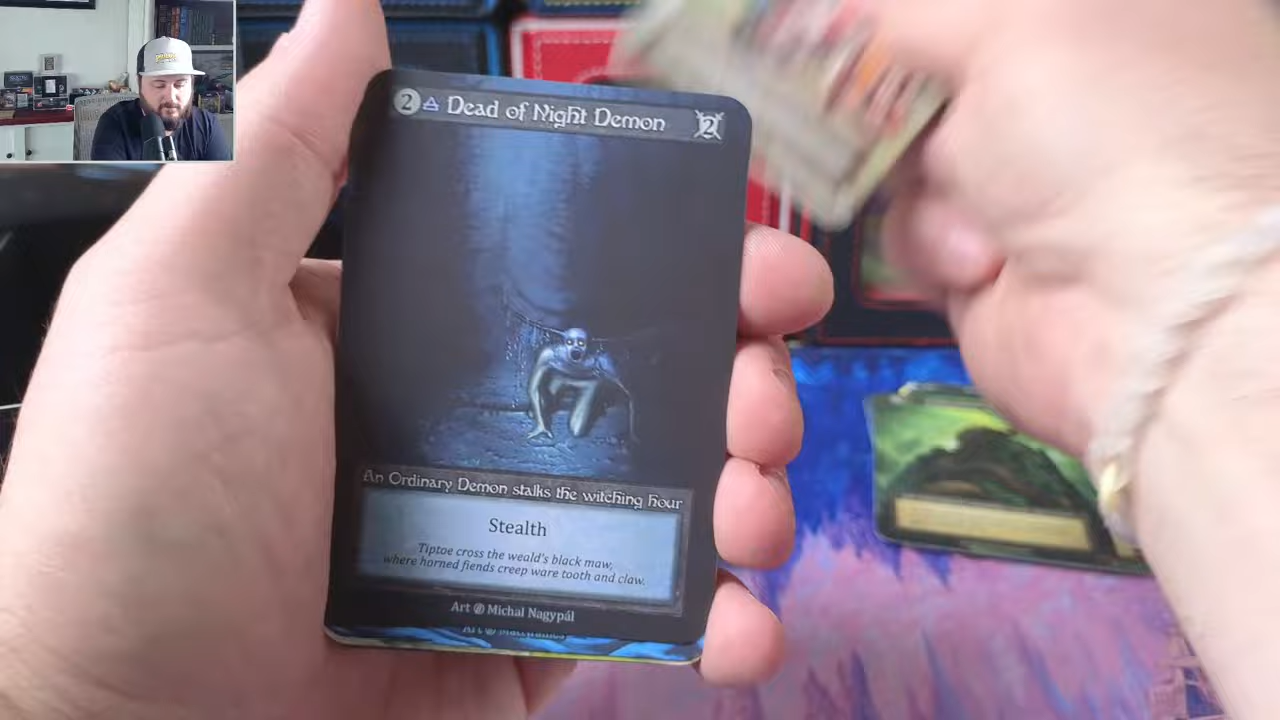 2 Dead of Night Demon 2
An Ordinary Demon stalks the witching hour
Stealth
Tiptoe cross the weald's black maw,
where horned fiends creep ware tooth and claw.
Art Michal Nagypál
Art